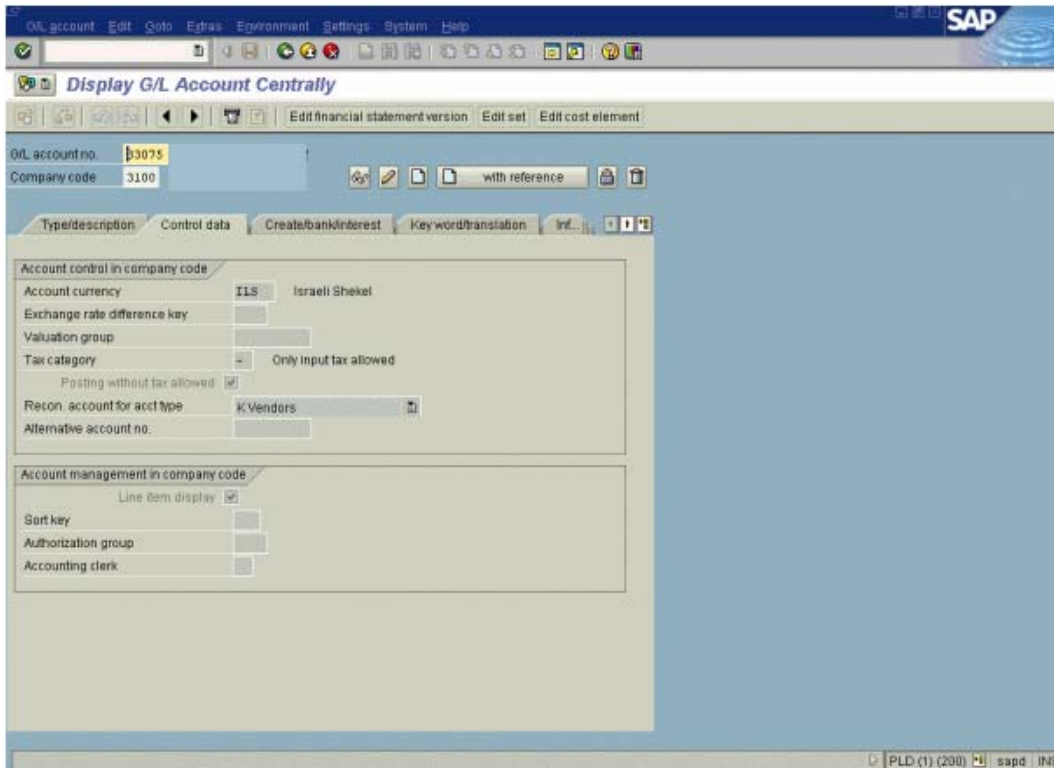 G/L account Edit Goto Extras Environment Settings System Help
SAP
Display G/L Account Centrally
Edit financial statement version Edit set Edit cost element
G/L account no. 33075
Company code 3100 with reference
Type/description Control data Create/bank/interest Key word/translation Inf...
Account control in company code
Account currency ILS Israeli Shekel
Exchange rate difference key
Valuation group
Tax category - Only input tax allowed
Posting without tax allowed
Recon. account for acct type K Vendors
Alternative account no.
Account management in company code
Line item display
Sort key
Authorization group
Accounting clerk
PLD (1) (200) sapd INS